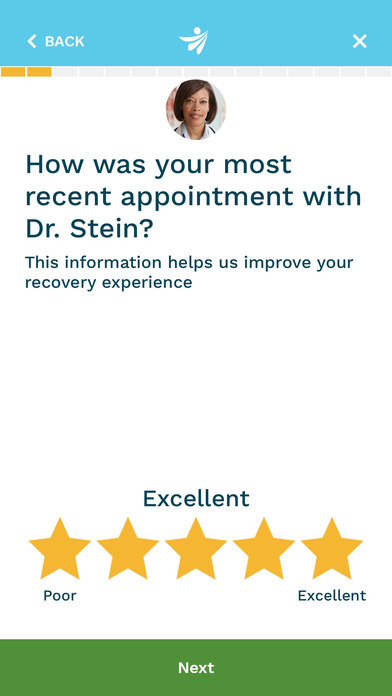 BACK
How was your most
recent appointment with
Dr. Stein?
This information helps us improve your
recovery experience
Excellent
Poor
Excellent
Next